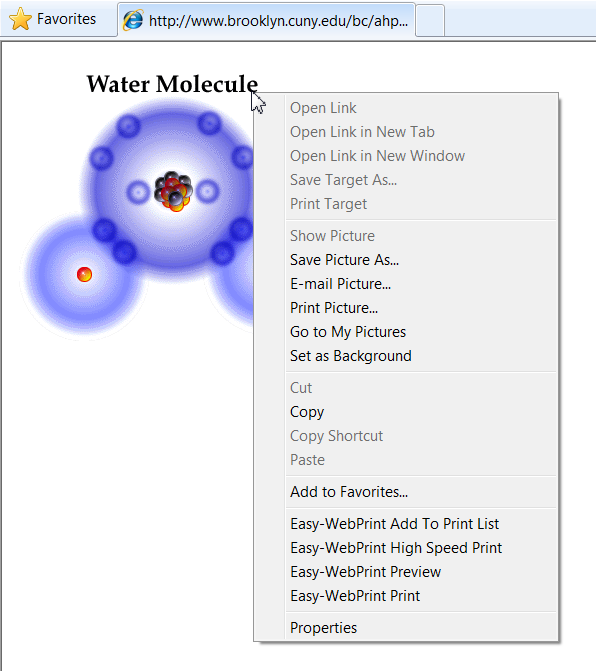 Favorites
http://www.brooklyn.cuny.edu/bc/ahp...
Water Molecule
Open Link
Open Link in New Tab
Open Link in New Window
Save Target As...
Print Target
Show Picture
Save Picture As...
E-mail Picture...
Print Picture...
Go to My Pictures
Set as Background
Cut
Copy
Copy Shortcut
Paste
Add to Favorites...
Easy-WebPrint Add To Print List
Easy-WebPrint High Speed Print
Easy-WebPrint Preview
Easy-WebPrint Print
Properties